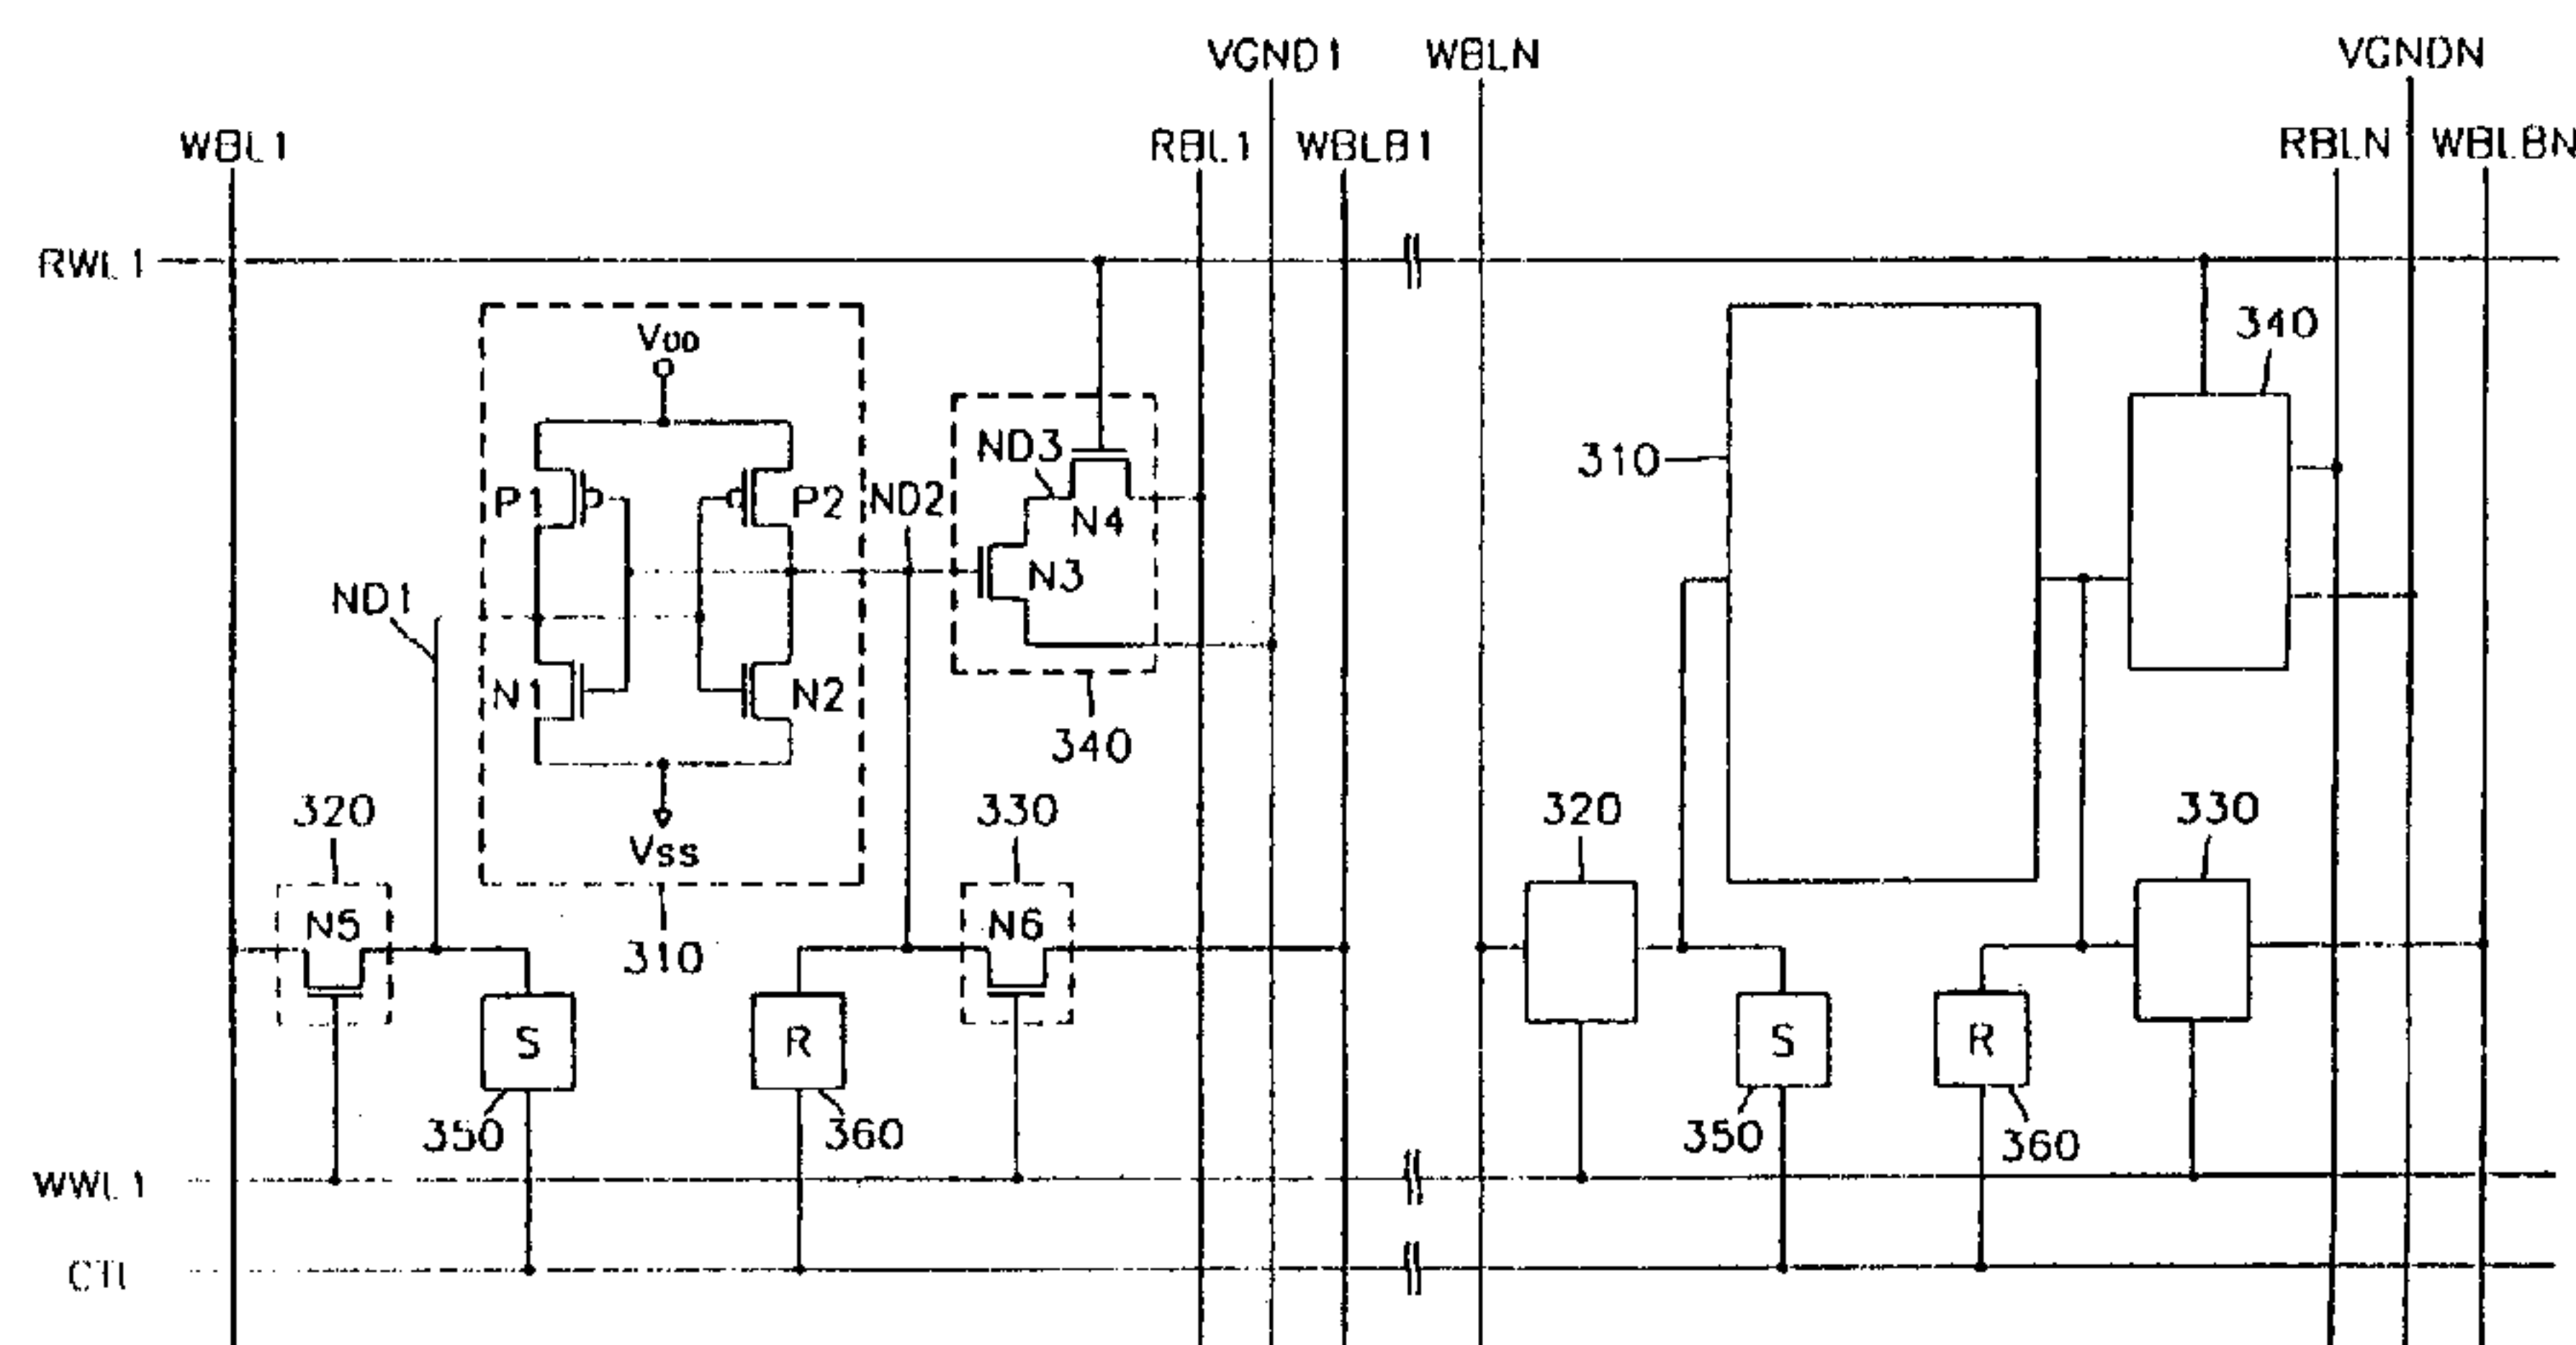 VGND1 WBLN VGNDN
WBL1 RBL1 WBLB1 RBLN WBLBN
RWL1
VDD 340
ND3 310
P1 P2 ND2 N4
ND1 N3
N1 N2
340
320 330 320 330
VSS
N5 N6
310
S R S R
350 360 350 360
WWL1
CTL